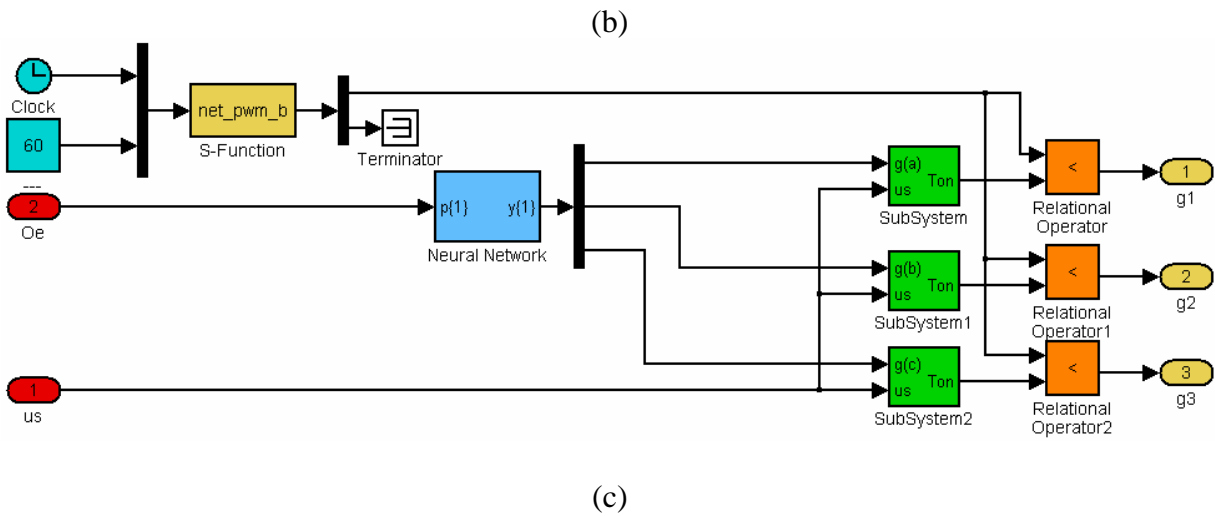 (b)
Clock
60
---
2
Oe
1
us
net_pwm_b
S-Function
Terminator
p{1} y{1}
Neural Network
g(a)
us
Ton
SubSystem
g(b)
us
Ton
SubSystem1
g(c)
us
Ton
SubSystem2
<
Relational
Operator
<
Relational
Operator1
<
Relational
Operator2
1
g1
2
g2
3
g3
(c)